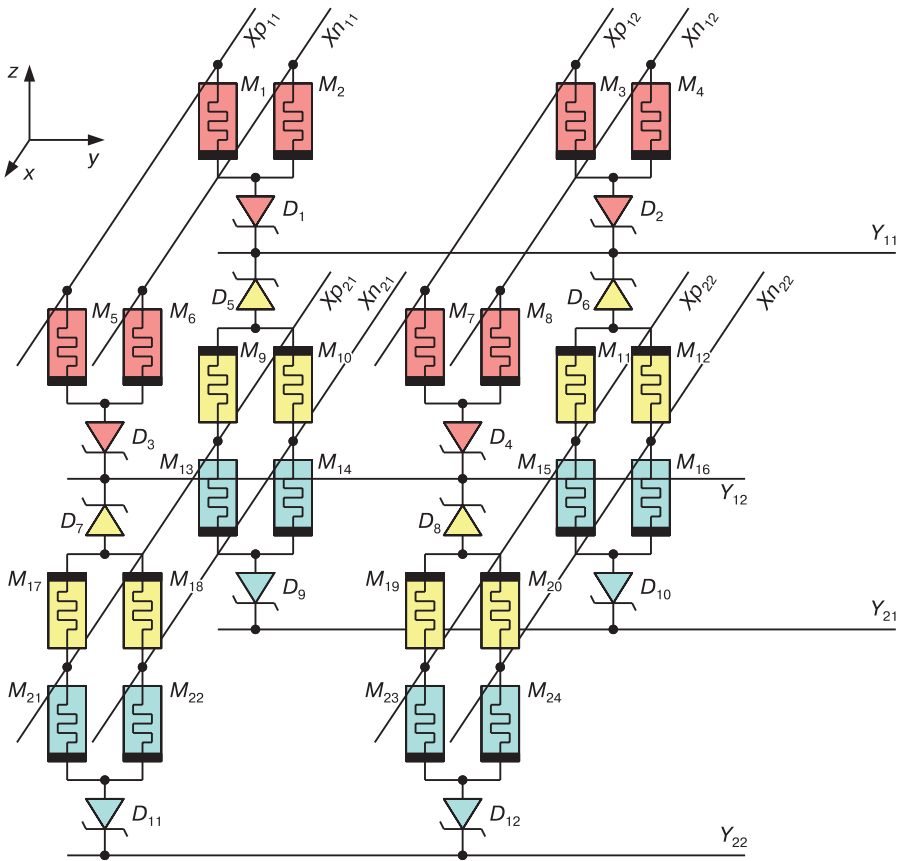 Xp11 Xn11 Xp12 Xn12
z
M1 M2 M3 M4
y
x
D1 D2
Y11
D5 Xp21 Xn21 D6 Xp22 Xn22
M5 M6 M7 M8
M9 M10 M11 M12
D3 D4
M13 M14 M15 M16
Y12
D7 D8
M17 M18 D9 M19 M20 D10
Y21
M21 M22 M23 M24
D11 D12
Y22